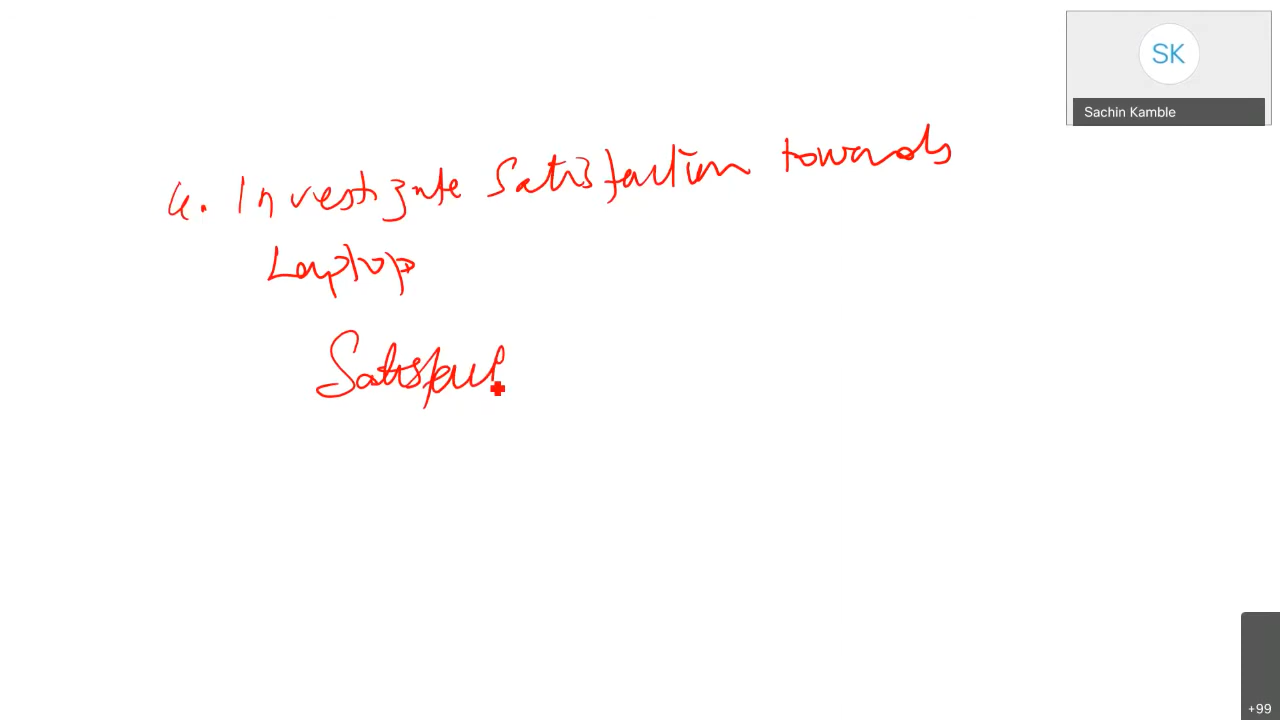 SK
Sachin Kamble
4. Investigate Satisfaction towards
Laptop
+99